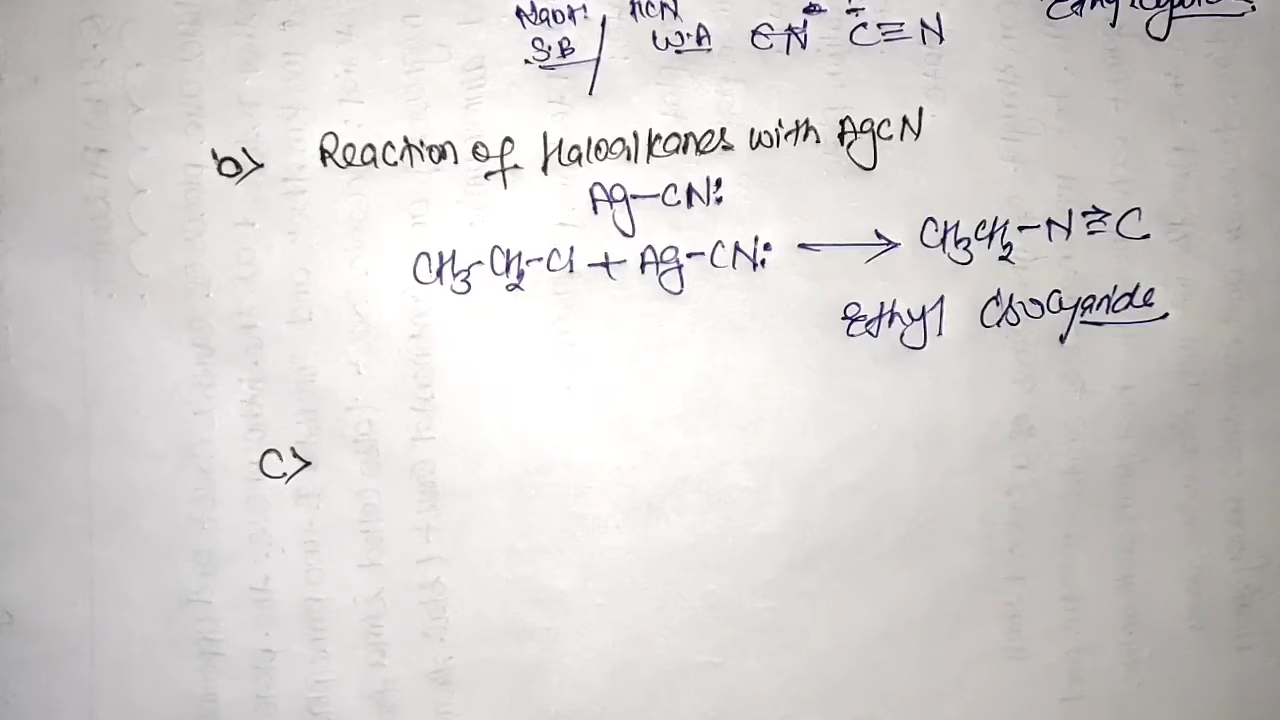 NaOH HCN
S.B W.A CN C≡N
b) Reaction of Haloalkanes with AgCN
Ag-CN:
CH3-CH2-Cl + Ag-CN: → CH3CH2-N≡C
Ethyl isocyanide
C)